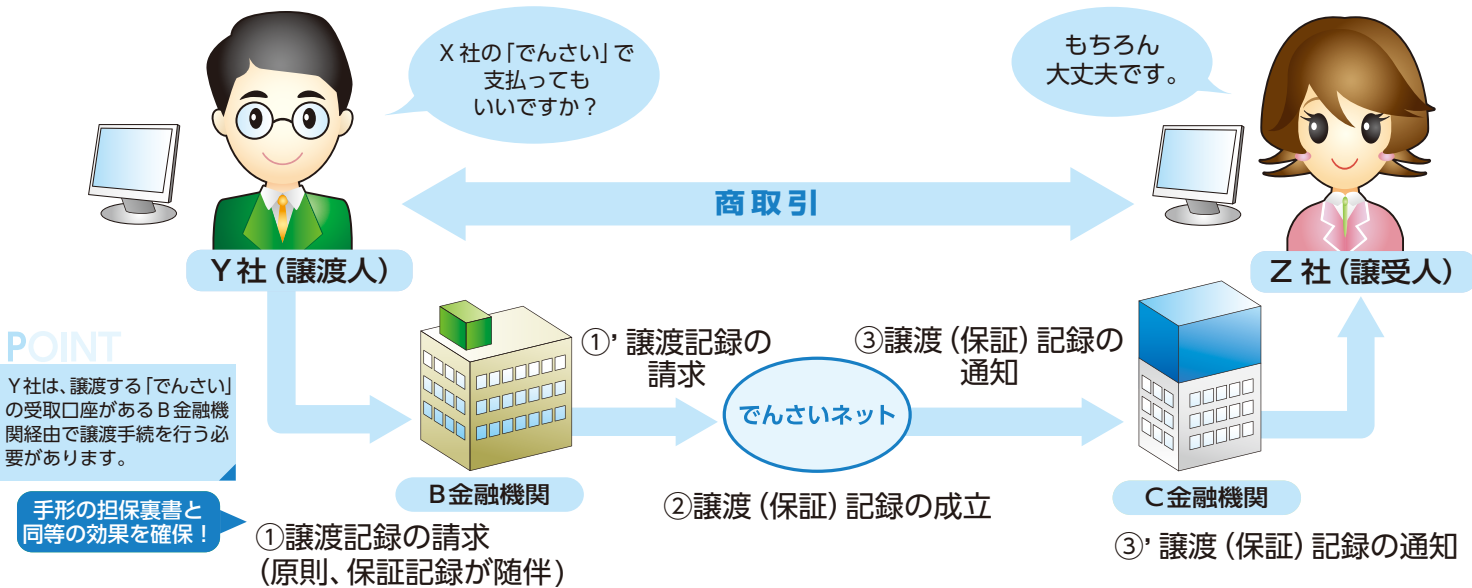 X社の「でんさい」で
支払っても
いいですか？
もちろん
大丈夫です。
商取引
Y社（譲渡人）
Z社（譲受人）
POINT
Y社は、譲渡する「でんさい」
の受取口座があるB金融機
関経由で譲渡手続を行う必
要があります。
手形の担保裏書と
同等の効果を確保！
①譲渡記録の請求
（原則、保証記録が随伴）
B金融機関
①’譲渡記録の
請求
でんさいネット
②譲渡（保証）記録の成立
③譲渡（保証）記録の
通知
C金融機関
③’譲渡（保証）記録の通知